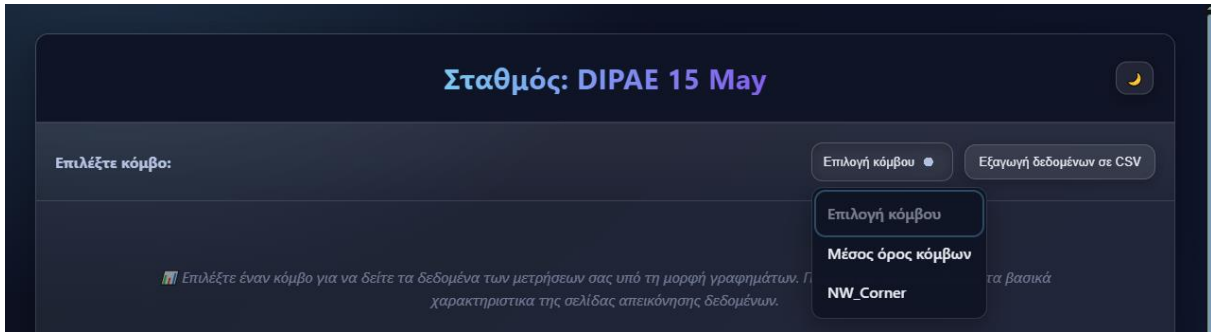 Σταθμός: DIPAE 15 May
Επιλέξτε κόμβο:
Επιλογή κόμβου
Εξαγωγή δεδομένων σε CSV
Επιλογή κόμβου
Μέσος όρος κόμβων
NW_Corner
Επιλέξτε έναν κόμβο για να δείτε τα δεδομένα των μετρήσεων σας υπό τη μορφή γραφημάτων. τα βασικά
χαρακτηριστικα της σελίδας απεικόνησης δεδομένων.